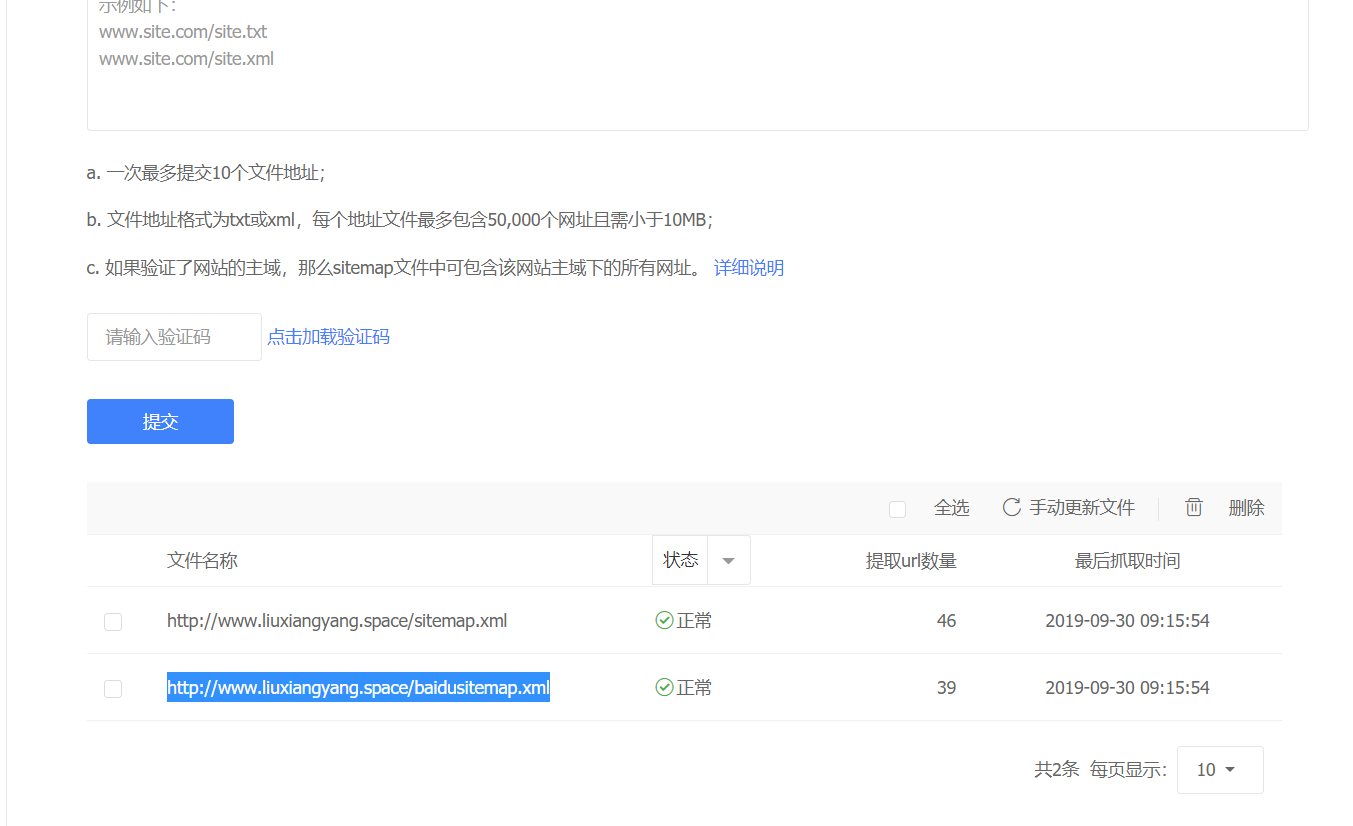 示例如下：
www.site.com/site.txt
www.site.com/site.xml
a. 一次最多提交10个文件地址；
b. 文件地址格式为txt或xml，每个地址文件最多包含50,000个网址且需小于10MB；
c. 如果验证了网站的主域，那么sitemap文件中可包含该网站主域下的所有网址。 详细说明
请输入验证码 点击加载验证码
提交
全选 手动更新文件 删除
文件名称 状态 提取url数量 最后抓取时间
http://www.liuxiangyang.space/sitemap.xml 正常 46 2019-09-30 09:15:54
http://www.liuxiangyang.space/baidusitemap.xml 正常 39 2019-09-30 09:15:54
共2条 每页显示： 10